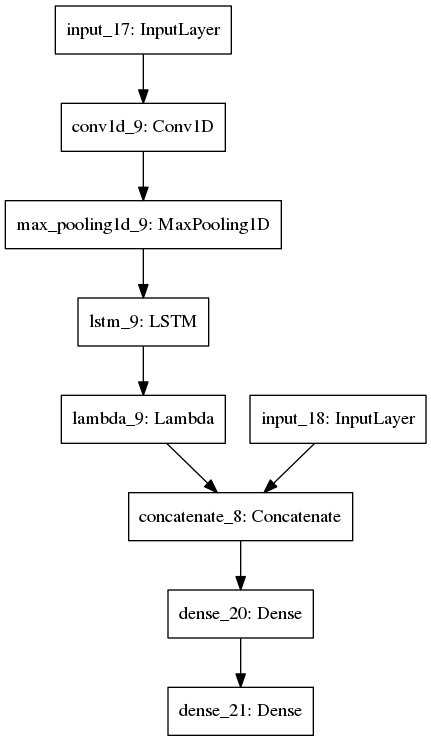 input_17: InputLayer
conv1d_9: Conv1D
max_pooling1d_9: MaxPooling1D
lstm_9: LSTM
lambda_9: Lambda
input_18: InputLayer
concatenate_8: Concatenate
dense_20: Dense
dense_21: Dense